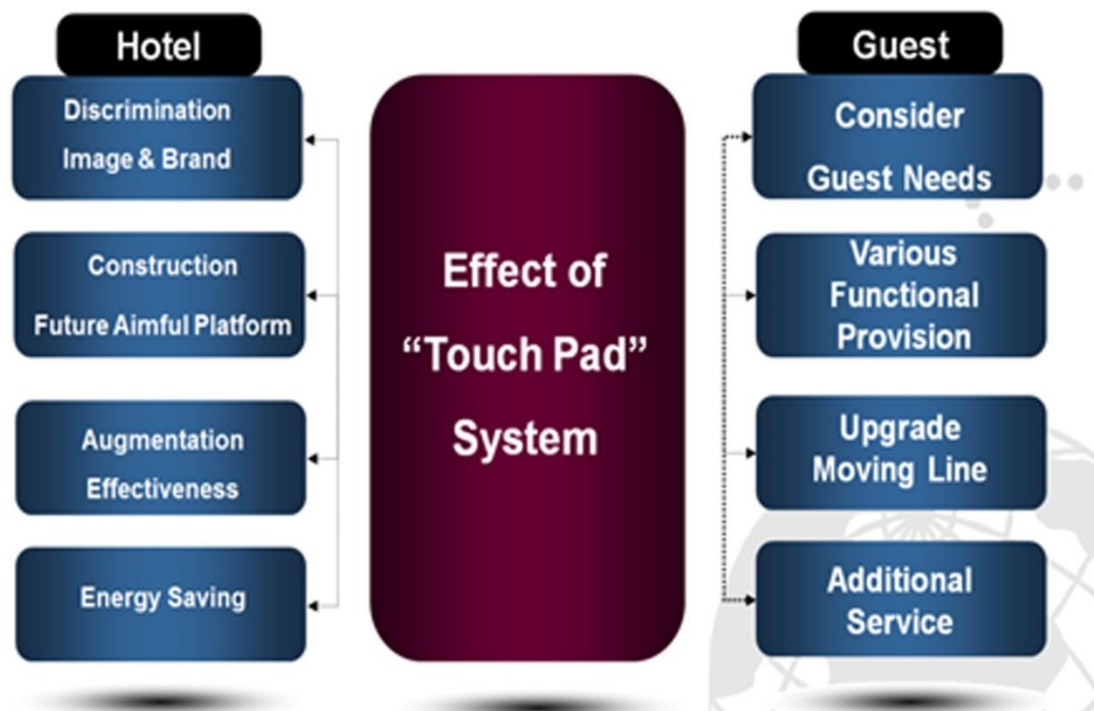 Hotel
Discrimination
Image & Brand
Construction
Future Aimful Platform
Augmentation
Effectiveness
Energy Saving
Effect of
“Touch Pad”
System
Guest
Consider
Guest Needs
Various
Functional
Provision
Upgrade
Moving Line
Additional
Service